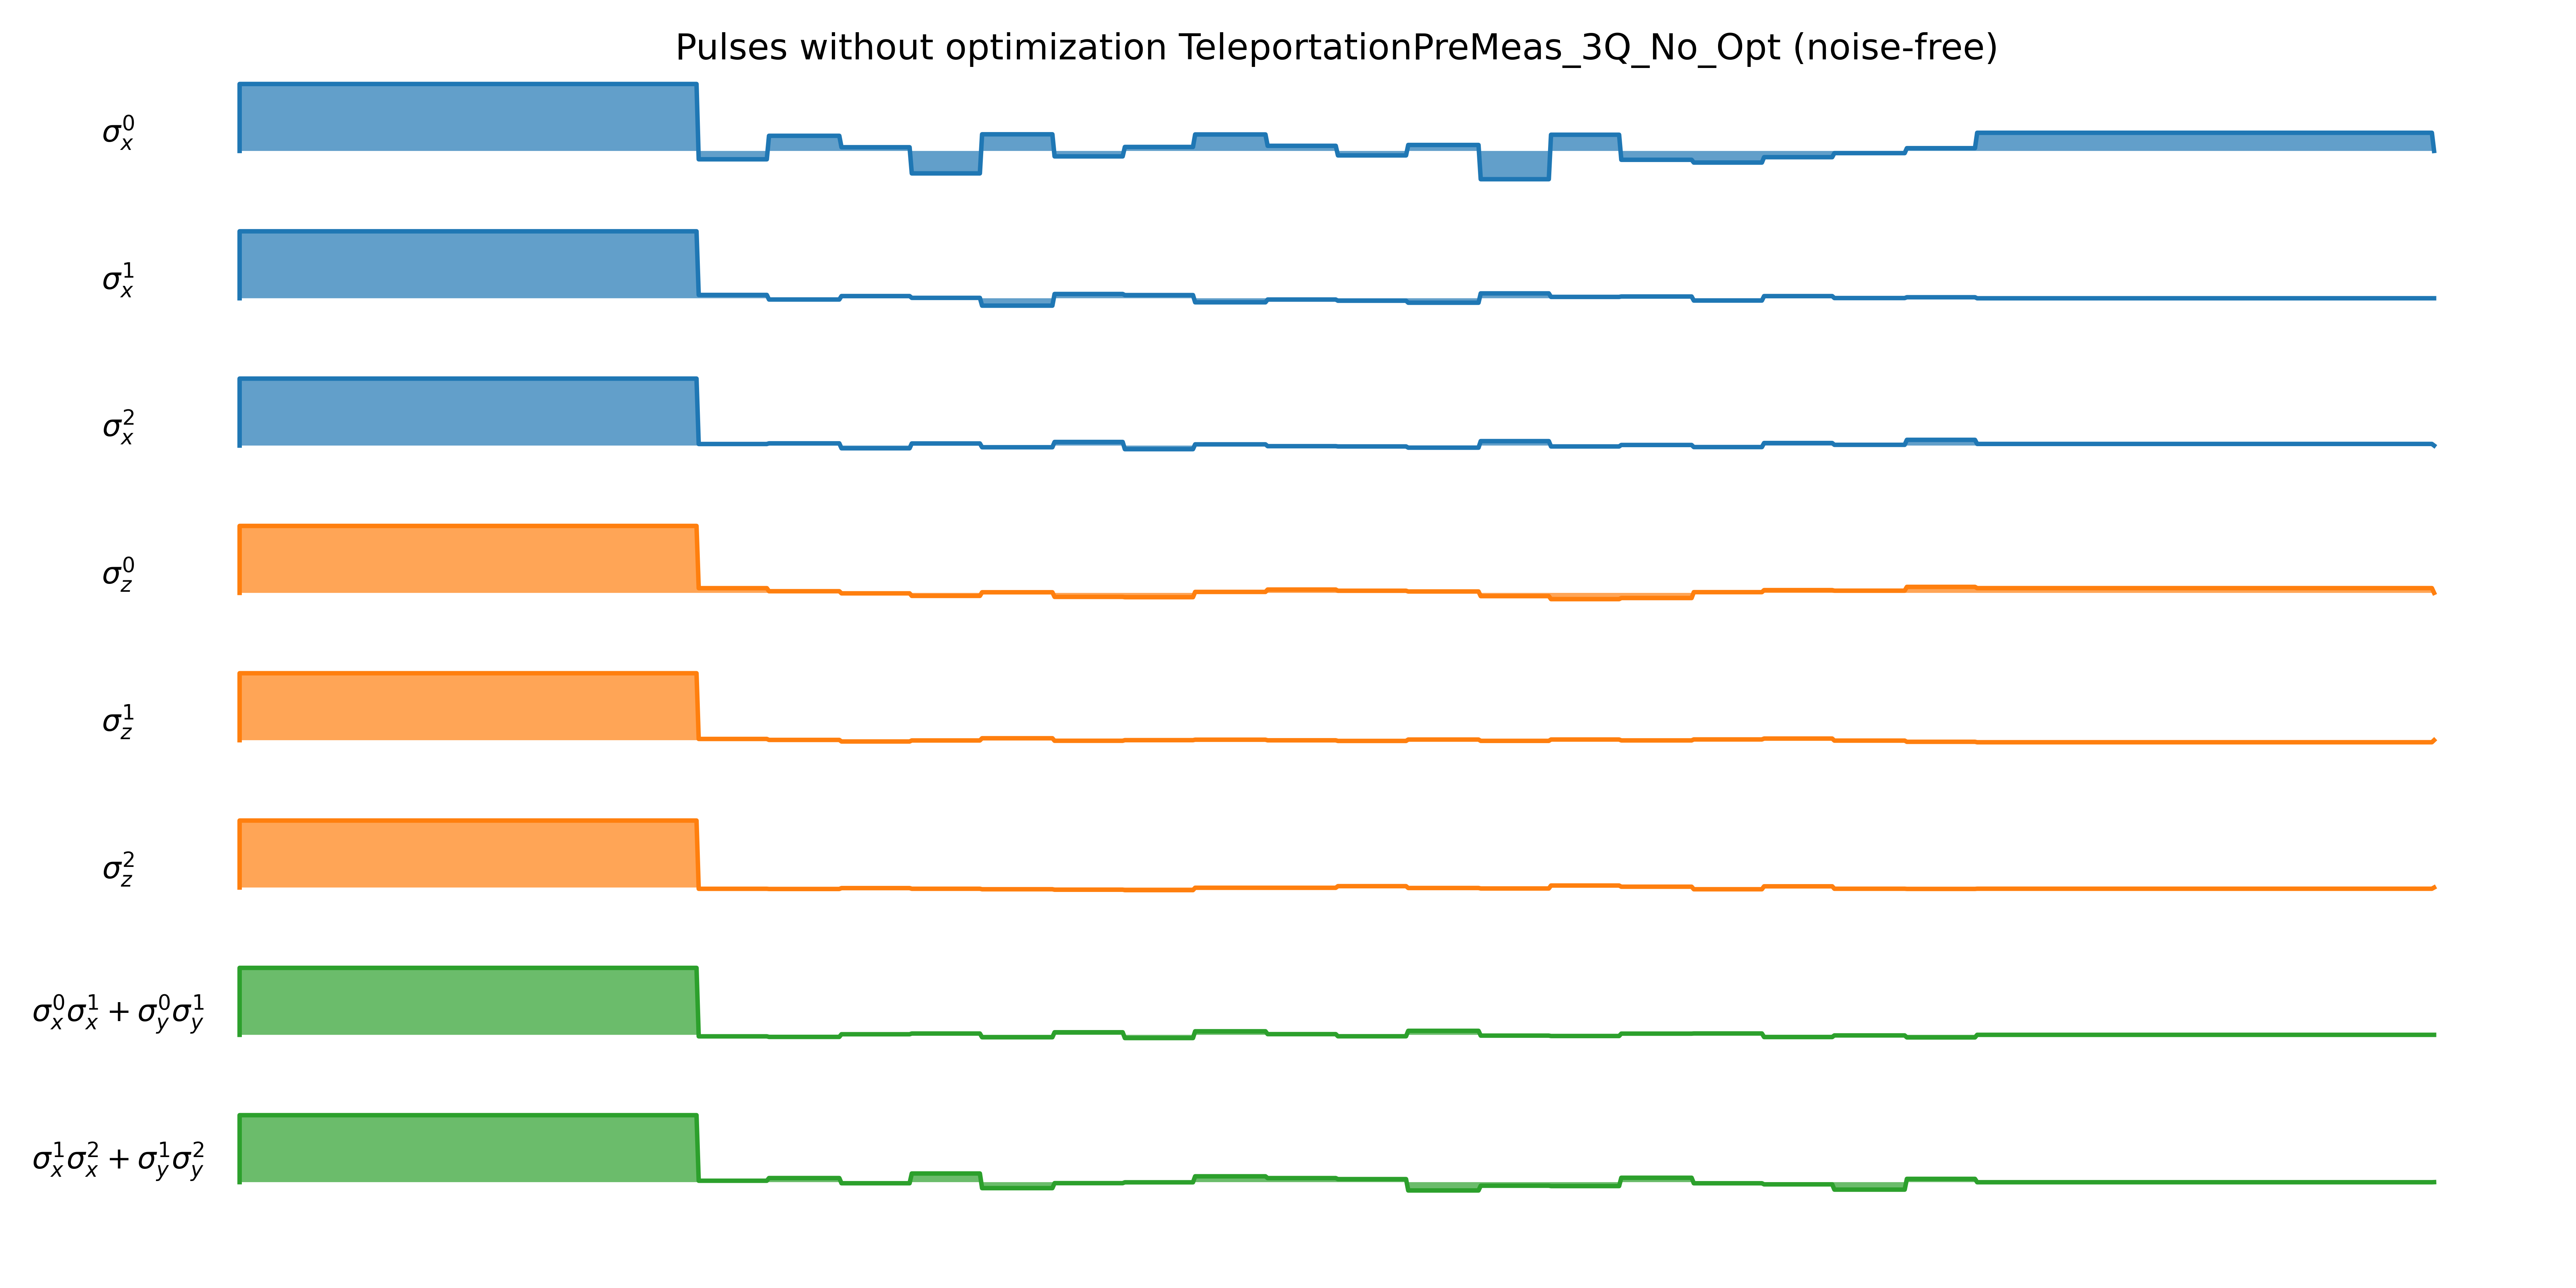 Pulses without optimization TeleportationPreMeas_3Q_No_Opt (noise-free)
σ_x^0
σ_x^1
σ_x^2
σ_z^0
σ_z^1
σ_z^2
σ_x^0σ_x^1 + σ_y^0σ_y^1
σ_x^1σ_x^2 + σ_y^1σ_y^2